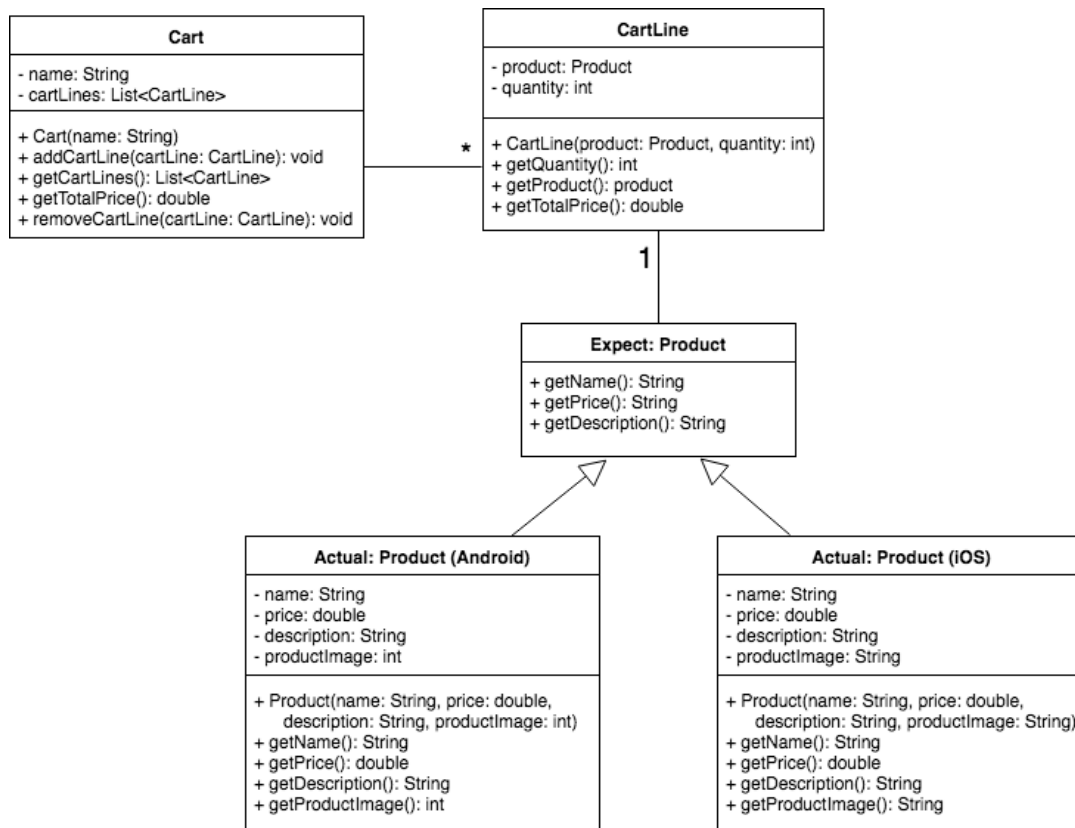 Cart
- name: String
- cartLines: List<CartLine>
+ Cart(name: String)
+ addCartLine(cartLine: CartLine): void
+ getCartLines(): List<CartLine>
+ getTotalPrice(): double
+ removeCartLine(cartLine: CartLine): void
*
CartLine
- product: Product
- quantity: int
+ CartLine(product: Product, quantity: int)
+ getQuantity(): int
+ getProduct(): product
+ getTotalPrice(): double
1
Expect: Product
+ getName(): String
+ getPrice(): String
+ getDescription(): String
Actual: Product (Android)
- name: String
- price: double
- description: String
- productImage: int
+ Product(name: String, price: double,
description: String, productImage: int)
+ getName(): String
+ getPrice(): double
+ getDescription(): String
+ getProductImage(): int
Actual: Product (iOS)
- name: String
- price: double
- description: String
- productImage: String
+ Product(name: String, price: double,
description: String, productImage: String)
+ getName(): String
+ getPrice(): double
+ getDescription(): String
+ getProductImage(): String